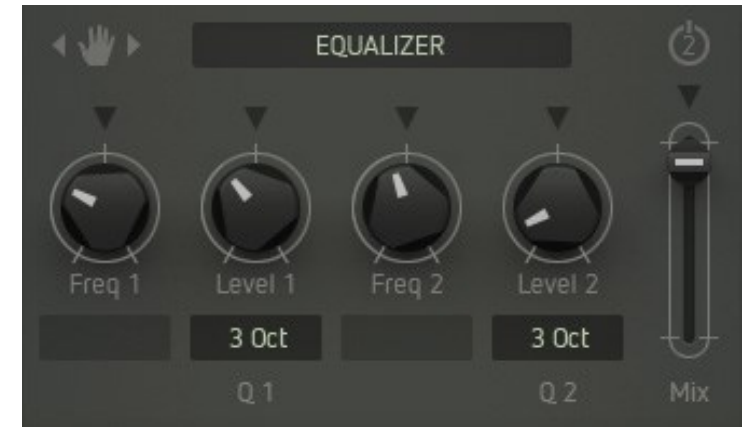 EQUALIZER
2
Freq 1 Level 1 Freq 2 Level 2
3 Oct 3 Oct
Q 1 Q 2 Mix